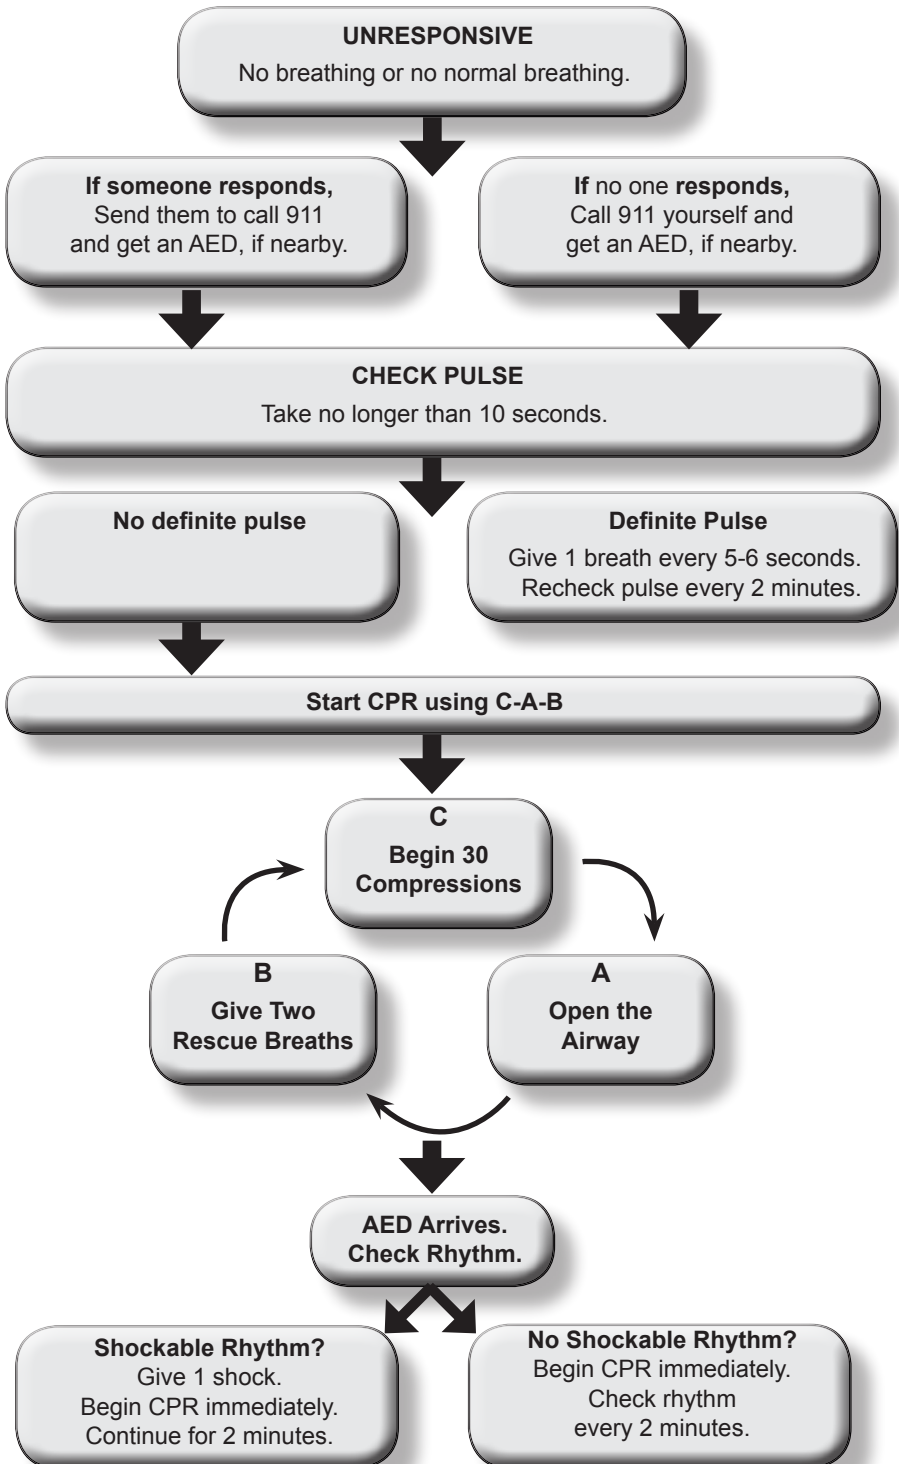 UNRESPONSIVE
No breathing or no normal breathing.
If someone responds,
Send them to call 911
and get an AED, if nearby.
If no one responds,
Call 911 yourself and
get an AED, if nearby.
CHECK PULSE
Take no longer than 10 seconds.
No definite pulse
Definite Pulse
Give 1 breath every 5-6 seconds.
Recheck pulse every 2 minutes.
Start CPR using C-A-B
C
Begin 30
Compressions
A
Open the
Airway
B
Give Two
Rescue Breaths
AED Arrives.
Check Rhythm.
Shockable Rhythm?
Give 1 shock.
Begin CPR immediately.
Continue for 2 minutes.
No Shockable Rhythm?
Begin CPR immediately.
Check rhythm
every 2 minutes.